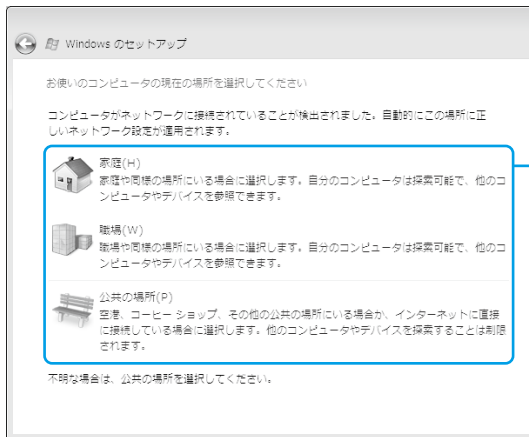 Windows のセットアップ
お使いのコンピュータの現在の場所を選択してください
コンピュータがネットワークに接続されていることが検出されました。自動的にこの場所に正
しいネットワーク設定が適用されます。
家庭(H)
家庭や同様の場所にいる場合に選択します。自分のコンピュータは探索可能で、他のコ
ンピュータやデバイスを参照できます。
職場(W)
職場や同様の場所にいる場合に選択します。自分のコンピュータは探索可能で、他のコ
ンピュータやデバイスを参照できます。
公共の場所(P)
空港、コーヒー ショップ、その他の公共の場所にいる場合か、インターネットに直接
に接続している場合に選択します。他のコンピュータやデバイスを探索することは制限
されます。
不明な場合は、公共の場所を選択してください。